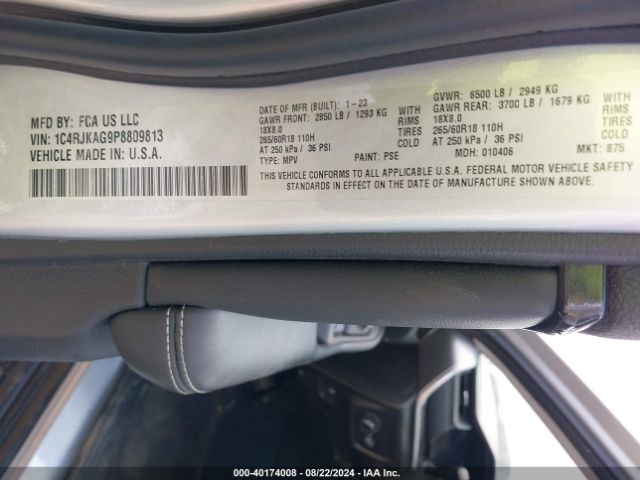 MFD BY: FCA US LLC
VIN: 1C4RJKAG9P8809813
VEHICLE MADE IN: U.S.A.
DATE OF MFR (BUILT): 1-23
GAWR FRONT: 2850 LB / 1293 KG WITH
18X8.0 RIMS
265/60R18 110H TIRES
AT 250 kPa / 36 PSI COLD
TYPE: MPV PAINT: PSE
GVWR: 6500 LB / 2949 KG
GAWR REAR: 3700 LB / 1679 KG WITH
18X8.0 RIMS
265/60R18 110H TIRES
AT 250 kPa / 36 PSI COLD
MDH: 010406 MKT: 875
THIS VEHICLE CONFORMS TO ALL APPLICABLE U.S.A. FEDERAL MOTOR VEHICLE SAFETY
STANDARDS IN EFFECT ON THE DATE OF MANUFACTURE SHOWN ABOVE.
000-40174008 - 08/22/2024 - IAA Inc.